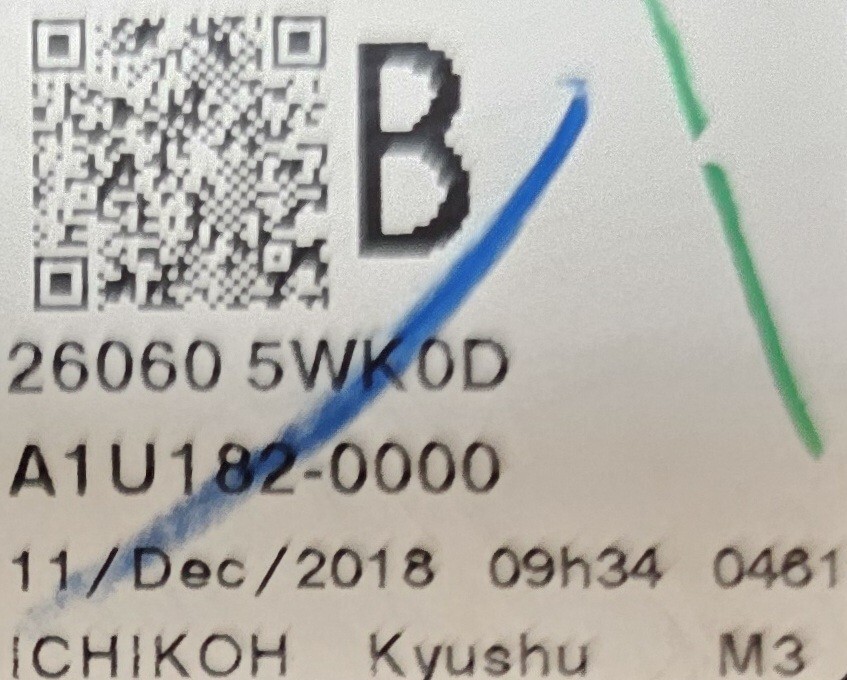 B
26060 5WK0D
A1U182-0000
11/Dec/2018 09h34 0461
ICHIKOH Kyushu M3